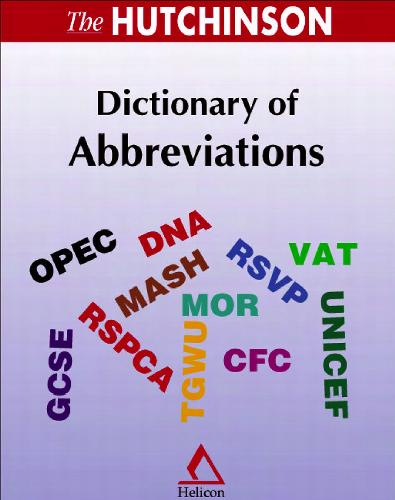 The HUTCHINSON
Dictionary of
Abbreviations
OPEC
DNA
MASH
RSVP
VAT
MOR
RSPCA
TGWU
CFC
GCSE
UNICEF
Helicon